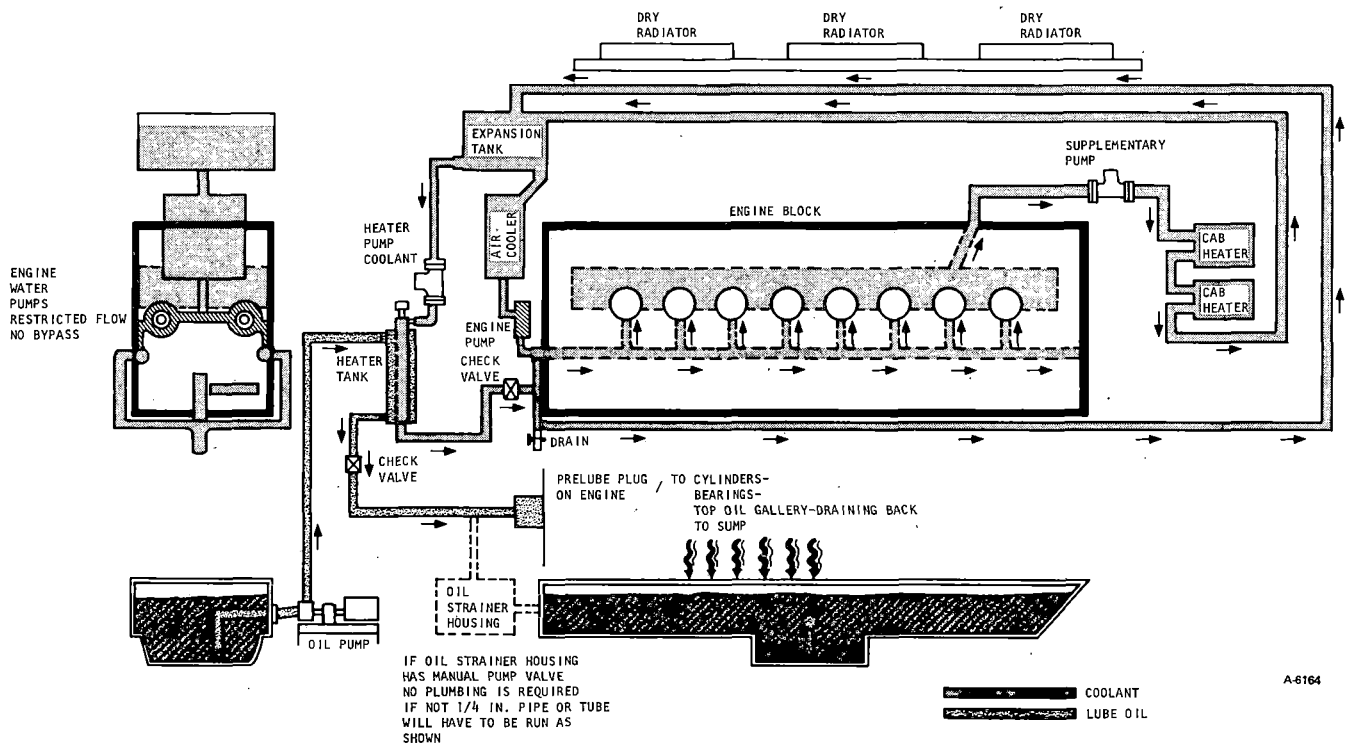 DRY
RADIATOR
DRY
RADIATOR
DRY
RADIATOR
EXPANSION
TANK
SUPPLEMENTARY
PUMP
ENGINE BLOCK
AIR-
COOLER
HEATER
PUMP
COOLANT
CAB
HEATER
CAB
HEATER
ENGINE
WATER
PUMPS
RESTRICTED FLOW
NO BYPASS
ENGINE
PUMP
CHECK
VALVE
HEATER
TANK
DRAIN
CHECK
VALVE
PRELUBE PLUG
ON ENGINE
/ TO CYLINDERS-
BEARINGS-
TOP OIL GALLERY-DRAINING BACK
TO SUMP
OIL
STRAINER
HOUSING
OIL PUMP
IF OIL STRAINER HOUSING
HAS MANUAL PUMP VALVE
NO PLUMBING IS REQUIRED
IF NOT 1/4 IN. PIPE OR TUBE
WILL HAVE TO BE RUN AS
SHOWN
A-6164
COOLANT
LUBE OIL